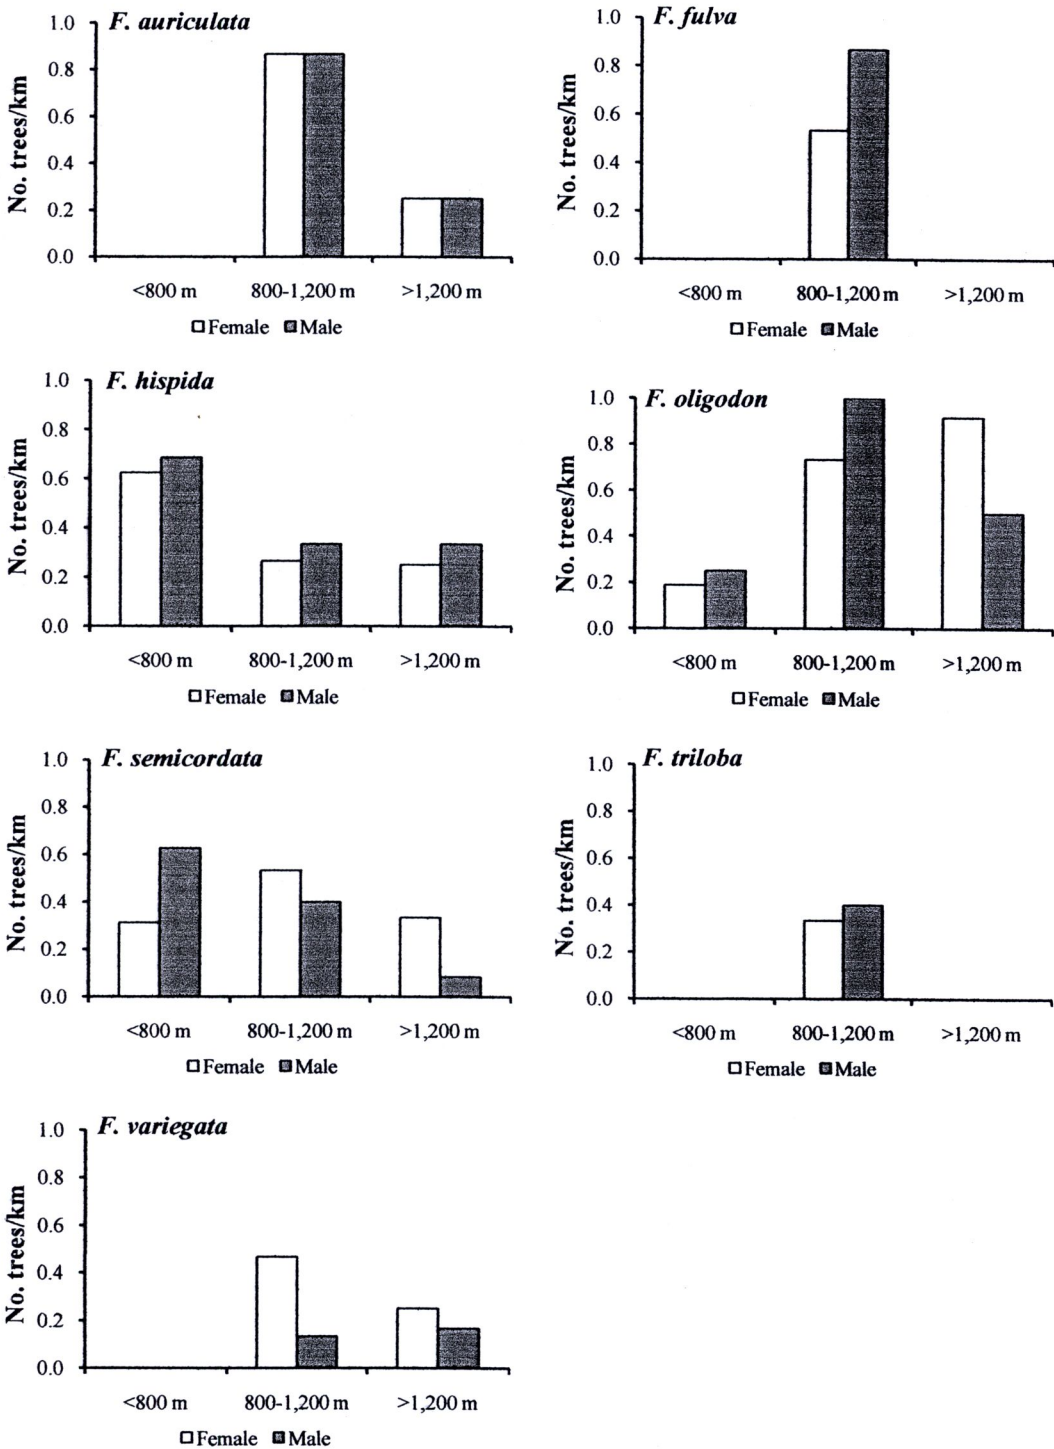 F. auriculata
No. trees/km
1.0
0.8
0.6
0.4
0.2
0.0
<800 m 800-1,200 m >1,200 m
Female Male
F. fulva
No. trees/km
1.0
0.8
0.6
0.4
0.2
0.0
<800 m 800-1,200 m >1,200 m
Female Male
F. hispida
No. trees/km
1.0
0.8
0.6
0.4
0.2
0.0
<800 m 800-1,200 m >1,200 m
Female Male
F. oligodon
No. trees/km
1.0
0.8
0.6
0.4
0.2
0.0
<800 m 800-1,200 m >1,200 m
Female Male
F. semicordata
No. trees/km
1.0
0.8
0.6
0.4
0.2
0.0
<800 m 800-1,200 m >1,200 m
Female Male
F. triloba
No. trees/km
1.0
0.8
0.6
0.4
0.2
0.0
<800 m 800-1,200 m >1,200 m
Female Male
F. variegata
No. trees/km
1.0
0.8
0.6
0.4
0.2
0.0
<800 m 800-1,200 m >1,200 m
Female Male